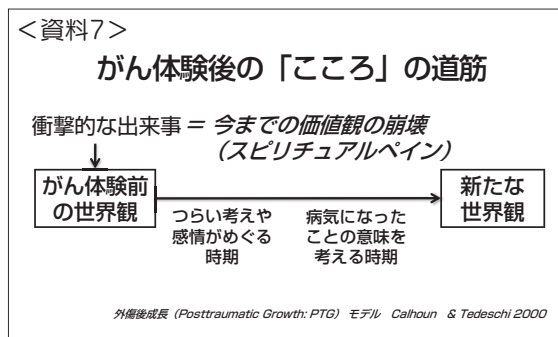 ＜資料7＞
がん体験後の「こころ」の道筋
衝撃的な出来事 = 今までの価値観の崩壊
（スピリチュアルペイン）
がん体験前
の世界観
新たな
世界観
つらい考えや
感情がめぐる
時期
病気になった
ことの意味を
考える時期
外傷後成長（Posttraumatic Growth: PTG）モデル Calhoun & Tedeschi 2000